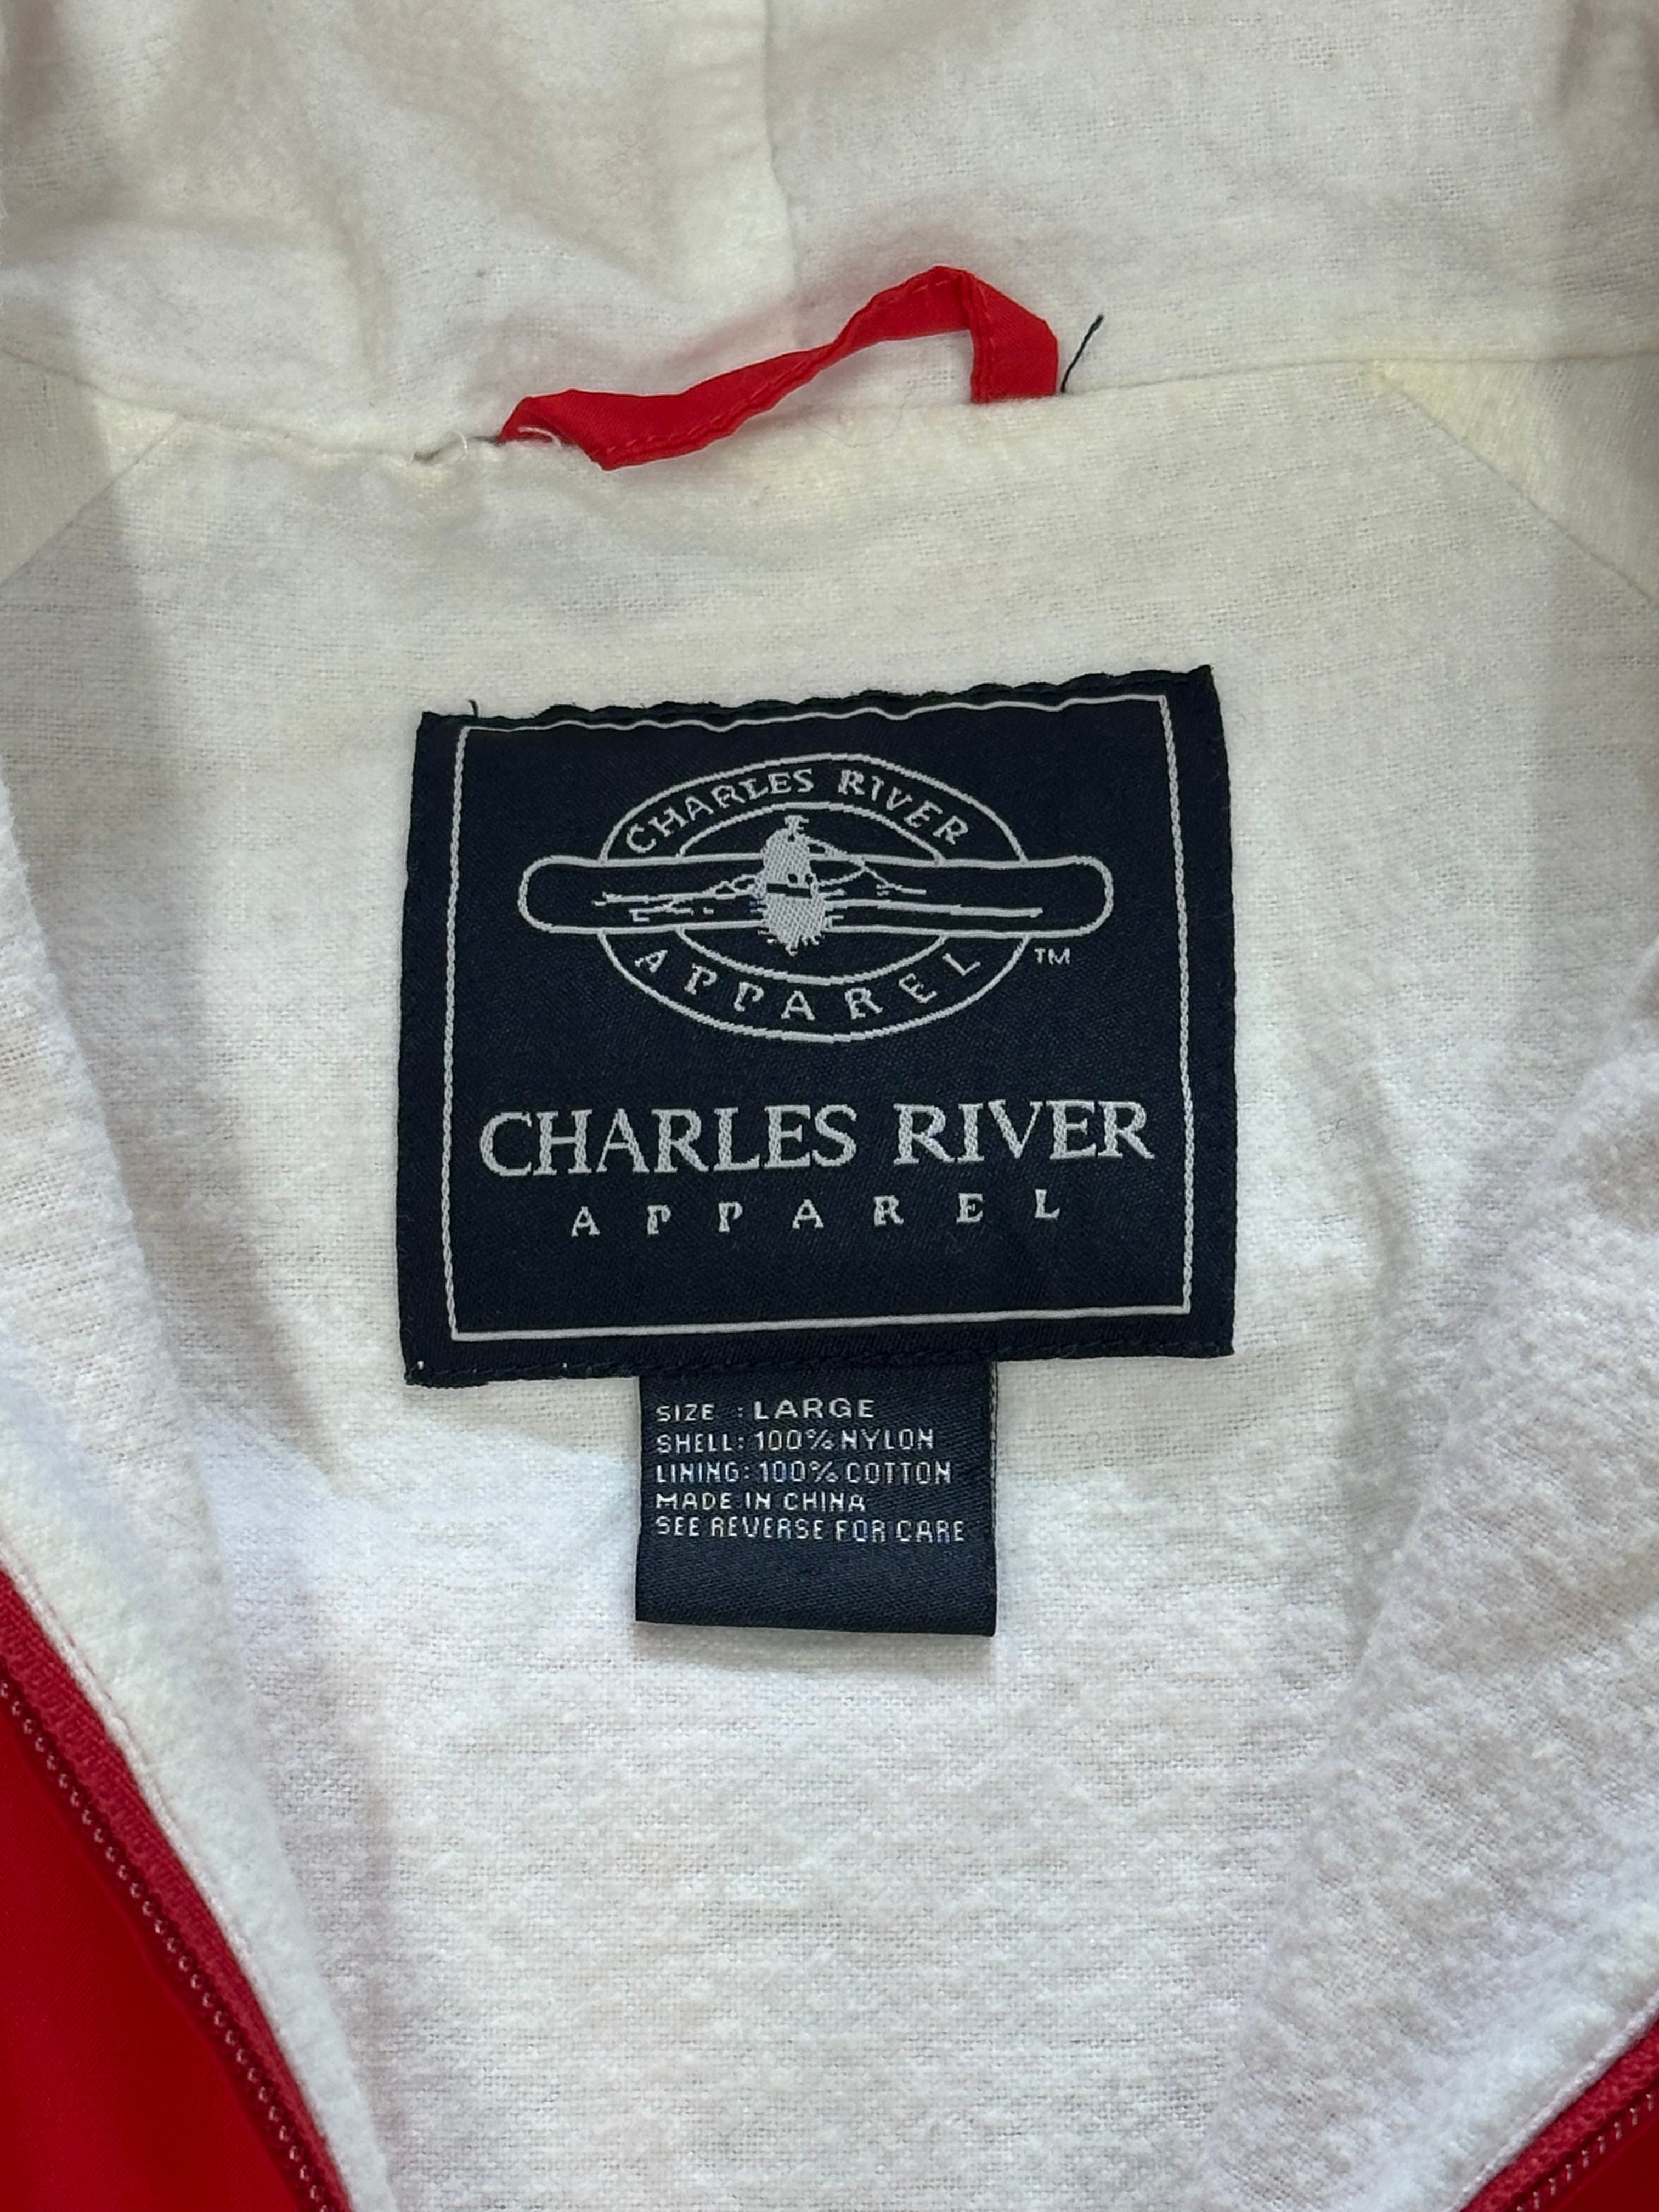 CHARLES RIVER
APPAREL
TM
CHARLES RIVER
APPAREL
SIZE : LARGE
SHELL: 100% NYLON
LINING: 100% COTTON
MADE IN CHINA
SEE REVERSE FOR CARE